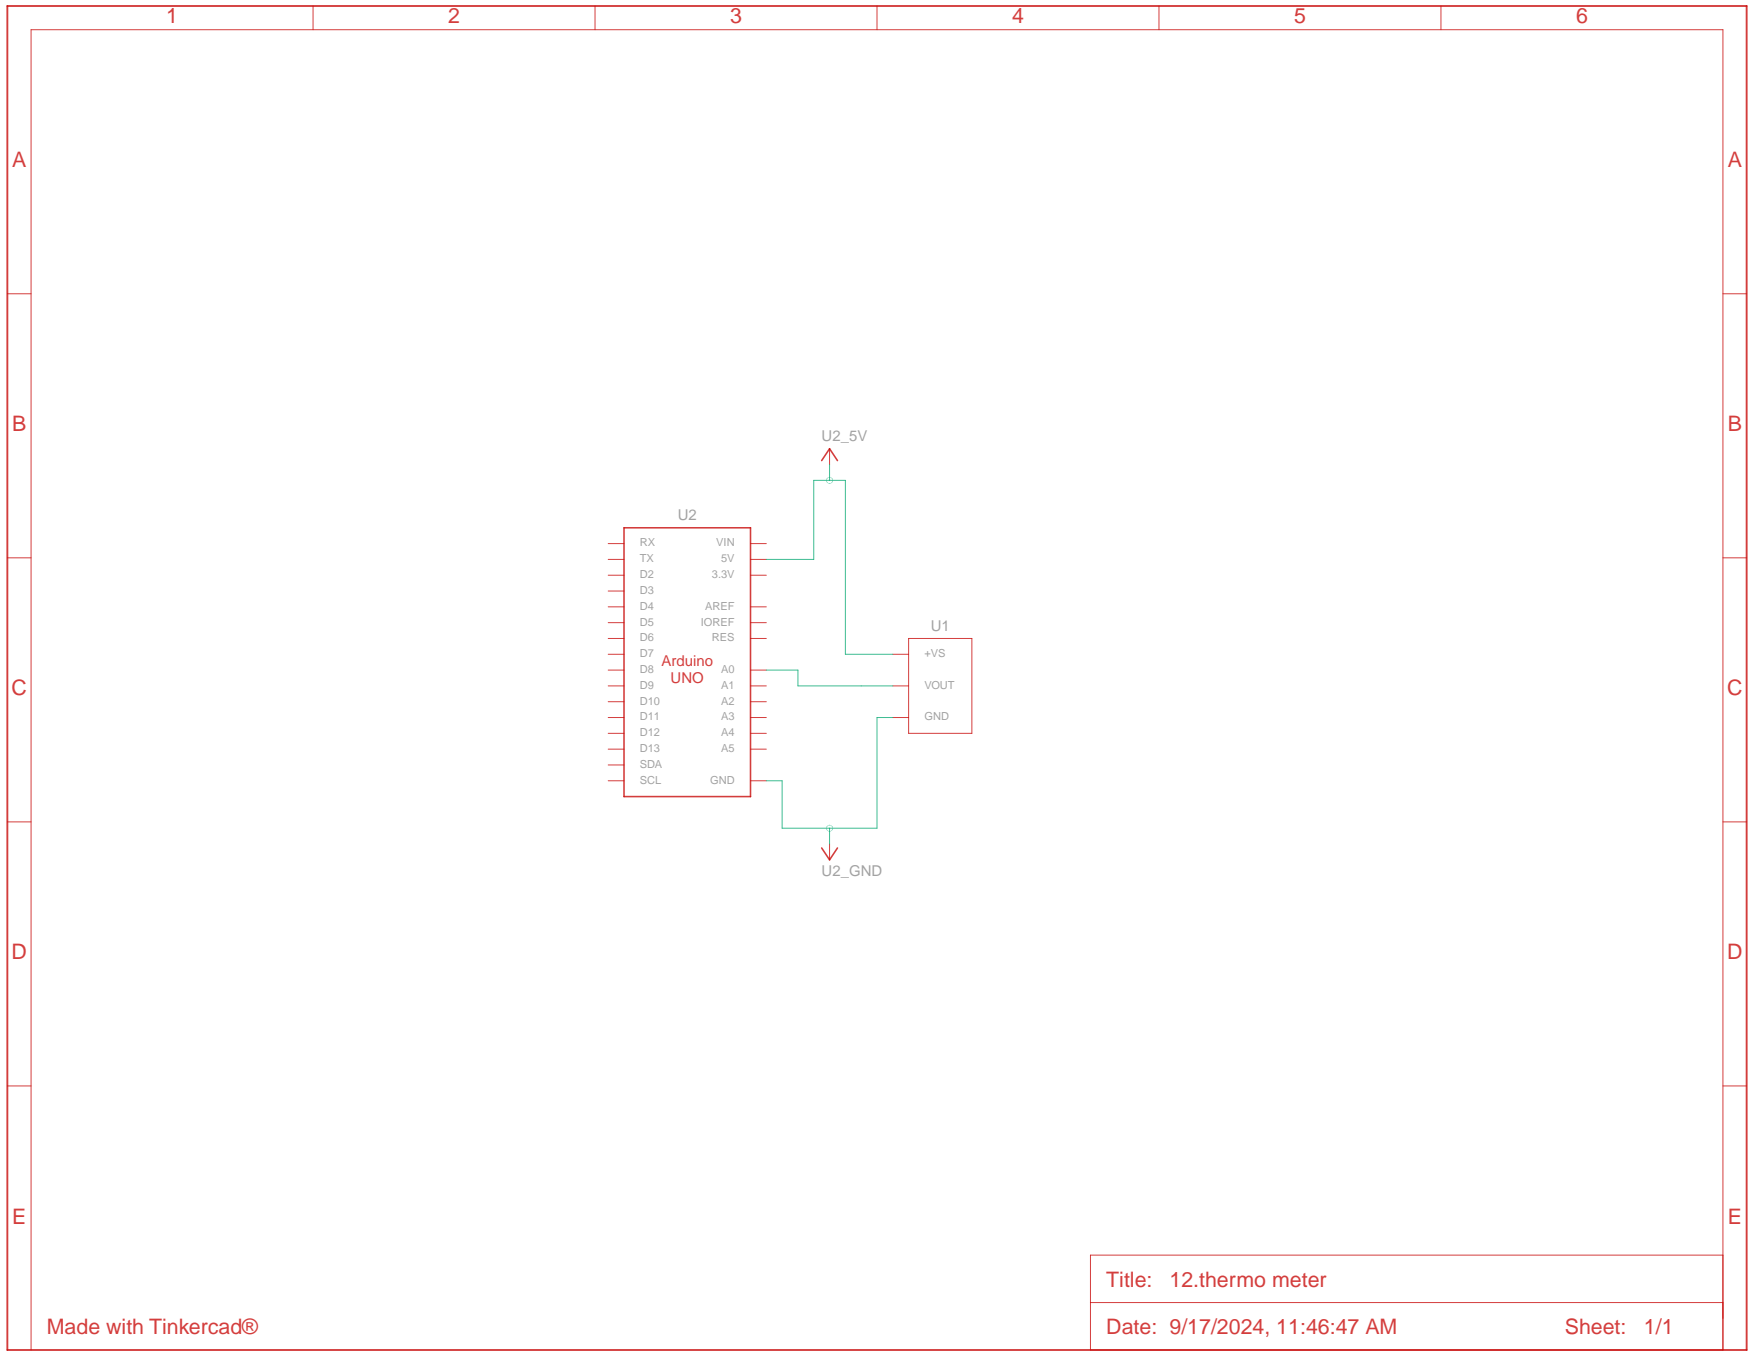 1 2 3 4 5 6
A A
B B
U2_5V
U2
RX VIN
TX 5V
D2 3.3V
D3
D4 AREF
D5 IOREF
D6 RES
U1
D7 +VS
Arduino
D8 A0
UNO
D9 A1 VOUT
C C
D10 A2
D11 A3 GND
D12 A4
D13 A5
SDA
SCL GND
U2_GND
D D
E E
Title: 12.thermo meter
Made with Tinkercad®
Date: 9/17/2024, 11:46:47 AM Sheet: 1/1